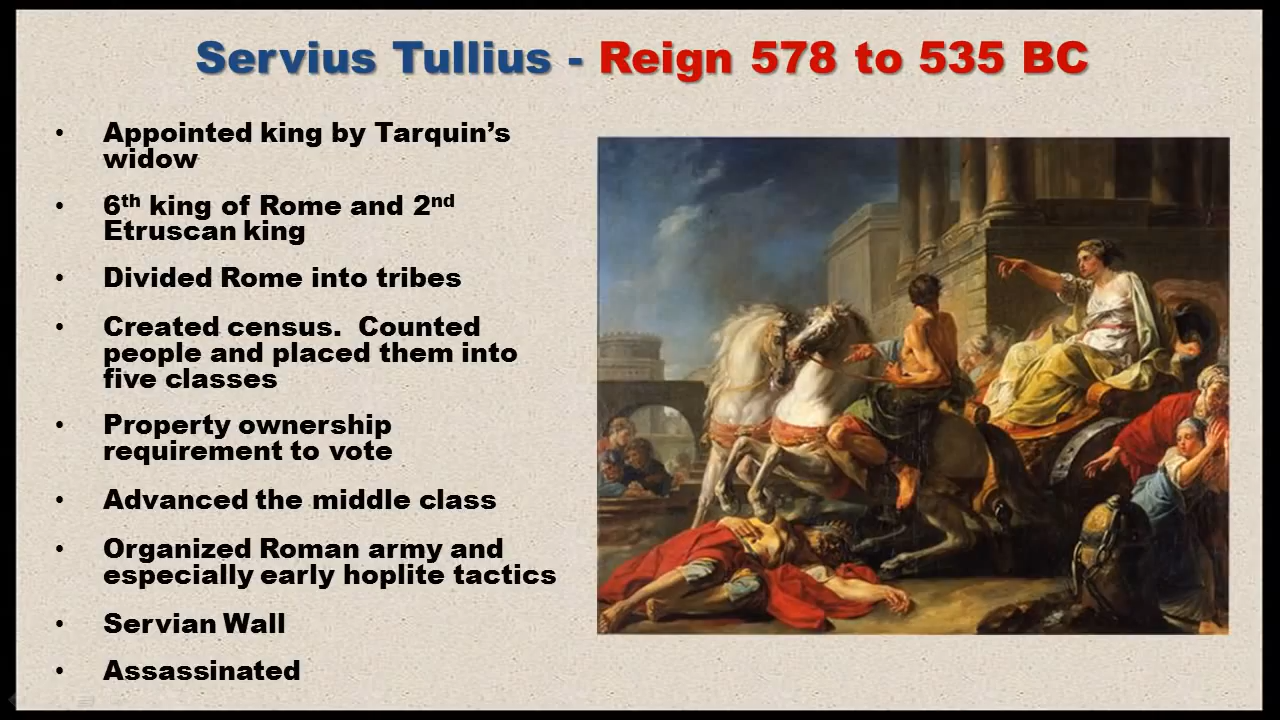 Servius Tullius - Reign 578 to 535 BC
• Appointed king by Tarquin’s
widow
• 6th king of Rome and 2nd
Etruscan king
• Divided Rome into tribes
• Created census.  Counted
people and placed them into
five classes
• Property ownership
requirement to vote
• Advanced the middle class
• Organized Roman army and
especially early hoplite tactics
• Servian Wall
• Assassinated